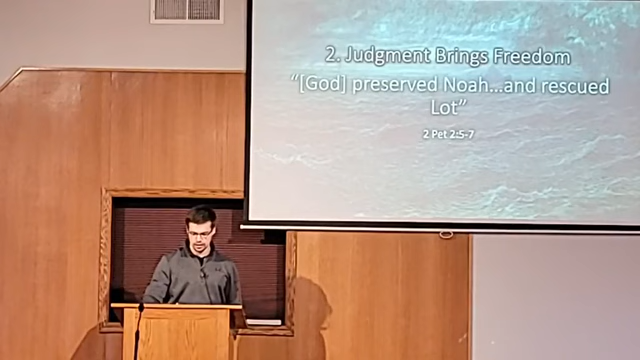 2. Judgment Brings Freedom
“[God] preserved Noah...and rescued
Lot”
2 Pet 2:5-7